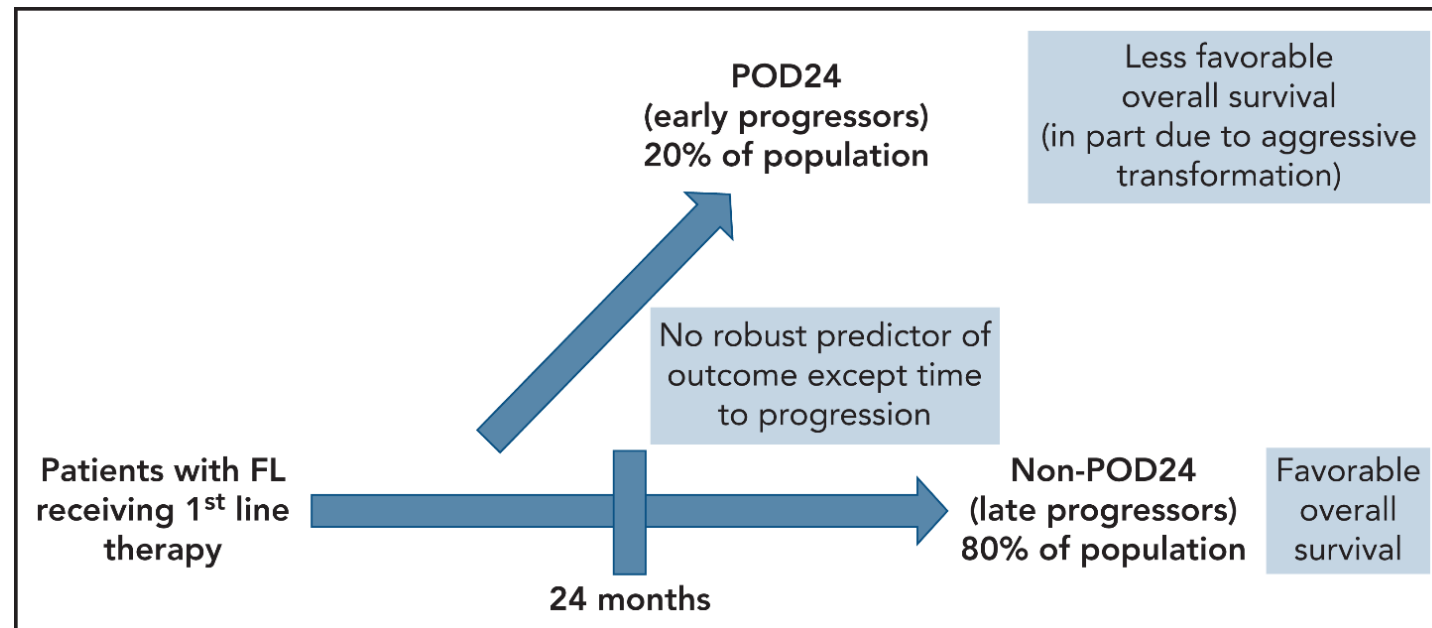 POD24
(early progressors)
20% of population
Less favorable
overall survival
(in part due to aggressive
transformation)
No robust predictor of
outcome except time
to progression
Patients with FL
receiving 1st line
therapy
24 months
Non-POD24
(late progressors)
80% of population
Favorable
overall
survival